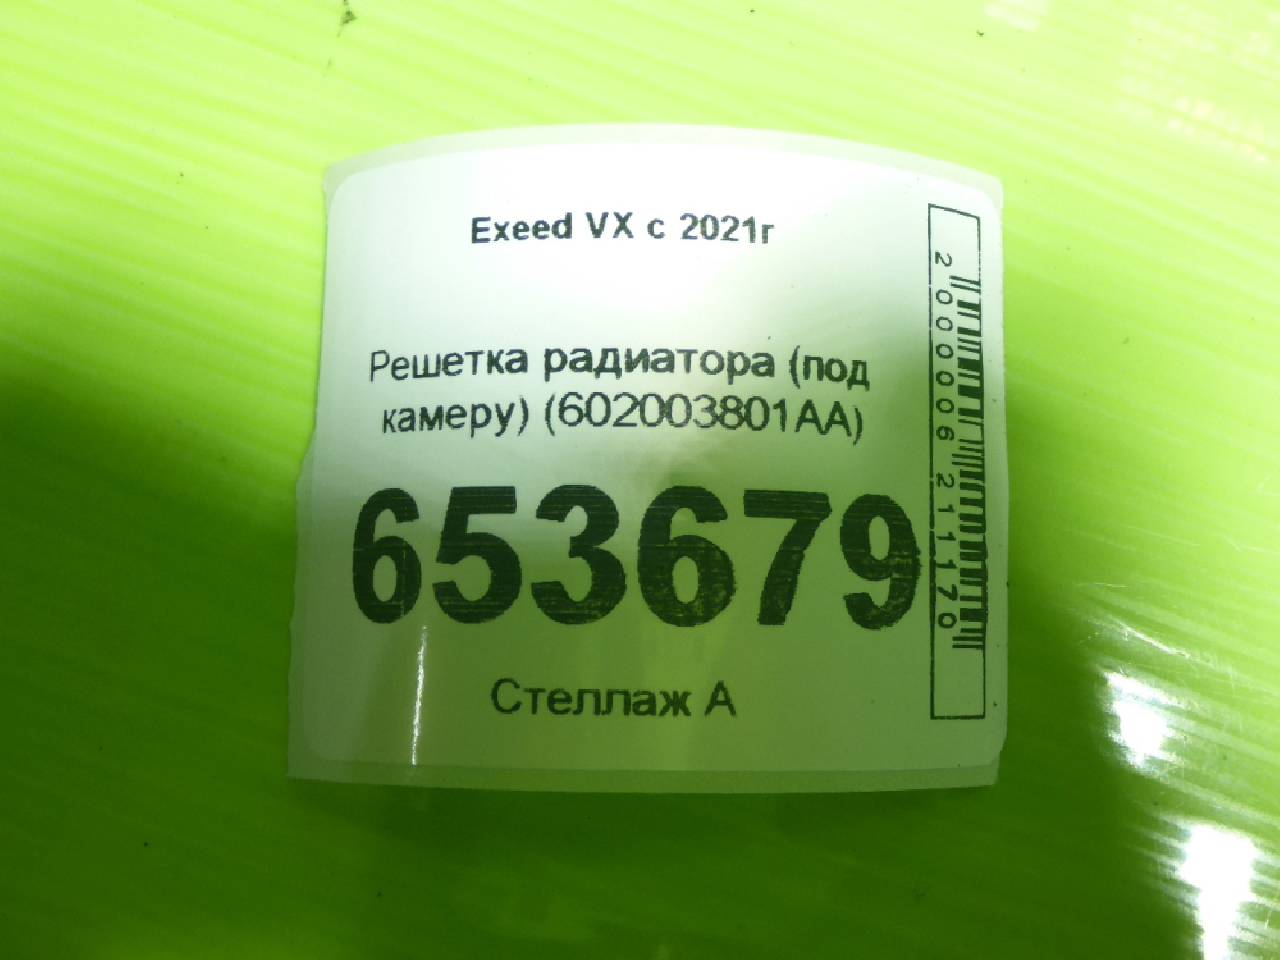 Exeed VX с 2021г
Решетка радиатора (под
камеру) (602003801AA)
653679
Стеллаж А
2000006211170